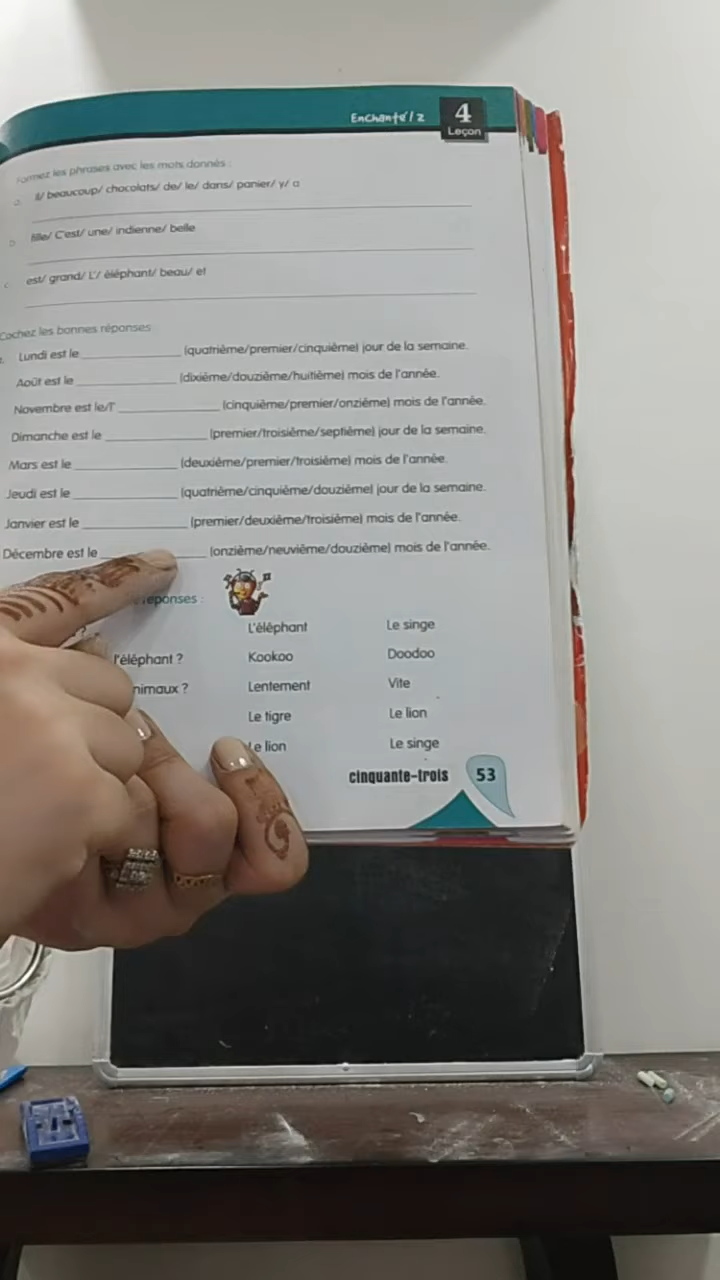 Enchanté! 2
4
Leçon
Formez les phrases avec les mots donnés :
a. Il/ beaucoup/ chocolats/ de/ le/ dans/ panier/ y/ a
b fille/ C'est/ une/ indienne/ belle
c est/ grand/ L'/ éléphant/ beau/ et
Cochez les bonnes réponses
Lundi est le ____________ (quatrième/premier/cinquième) jour de la semaine.
Août est le ____________ (dixième/douzième/huitième) mois de l'année.
Novembre est le/l' ____________ (cinquième/premier/onzième) mois de l'année.
Dimanche est le ____________ (premier/troisième/septième) jour de la semaine.
Mars est le ____________ (deuxième/premier/troisième) mois de l'année.
Jeudi est le ____________ (quatrième/cinquième/douzième) jour de la semaine.
Janvier est le ____________ (premier/deuxième/troisième) mois de l'année.
Décembre est le ____________ (onzième/neuvième/douzième) mois de l'année.
réponses :
L'éléphant Le singe
l'éléphant ? Kookoo Doodoo
nimaux ? Lentement Vite
Le tigre Le lion
Le lion Le singe
cinquante-trois 53